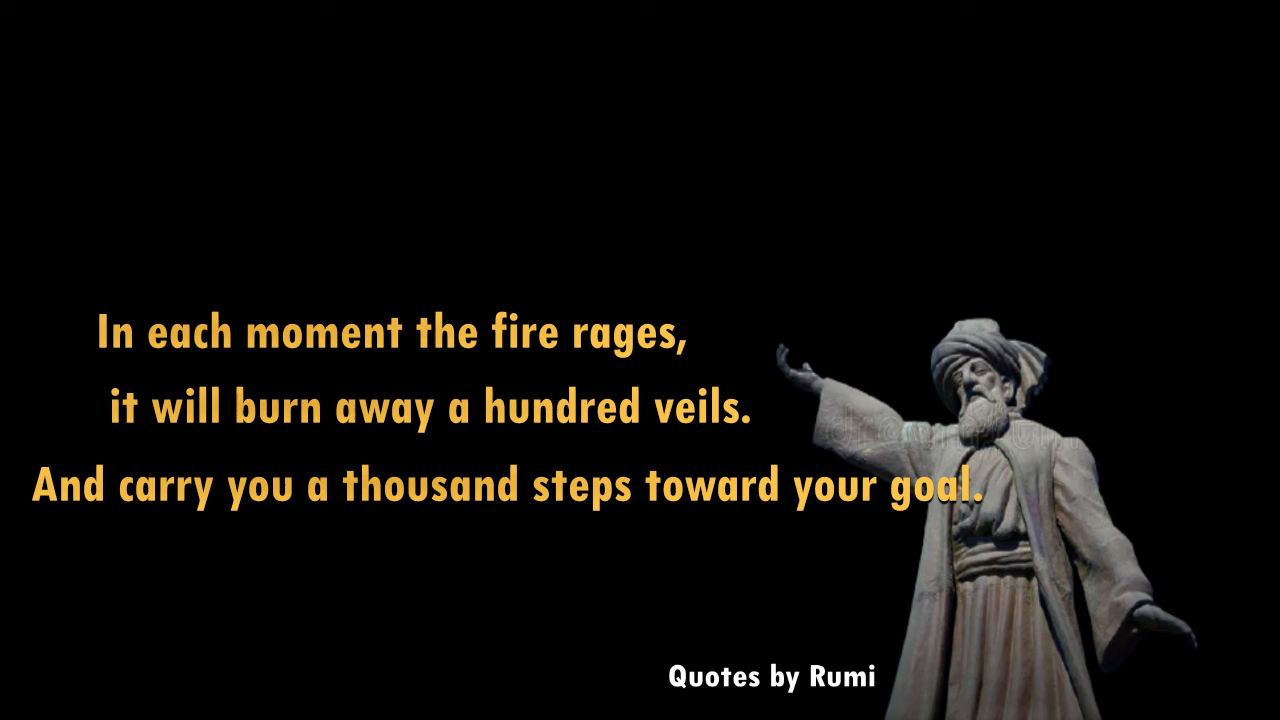 In each moment the fire rages,
it will burn away a hundred veils.
And carry you a thousand steps toward your goal.
Quotes by Rumi